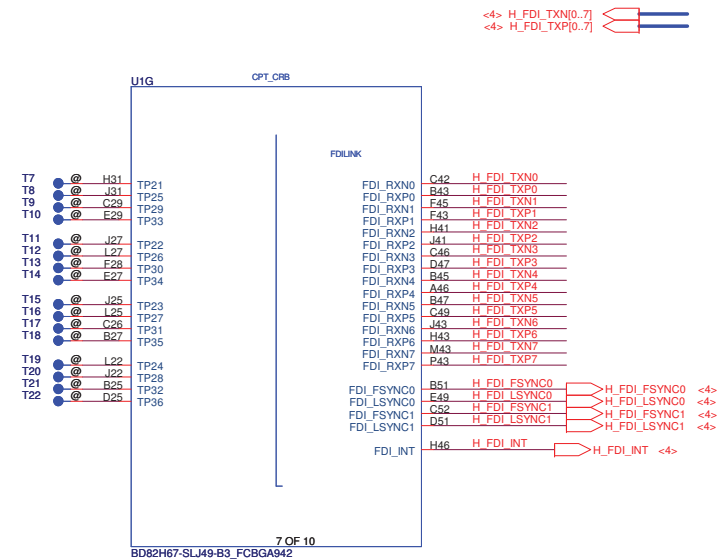 <4> H_FDI_TXN[0..7]
<4> H_FDI_TXP[0..7]
U1G
CPT_CRB
FDILINK
T7 @ H31 TP21 FDI_RXN0 C42 H_FDI_TXN0
T8 @ J31 TP25 FDI_RXP0 B43 H_FDI_TXP0
T9 @ C29 TP29 FDI_RXN1 F45 H_FDI_TXN1
T10 @ E29 TP33 FDI_RXP1 F43 H_FDI_TXP1
FDI_RXN2 H41 H_FDI_TXN2
T11 @ J27 TP22 FDI_RXP2 J41 H_FDI_TXP2
T12 @ L27 TP26 FDI_RXN3 C46 H_FDI_TXN3
T13 @ F28 TP30 FDI_RXP3 D47 H_FDI_TXP3
T14 @ E27 TP34 FDI_RXN4 B45 H_FDI_TXN4
FDI_RXP4 A46 H_FDI_TXP4
T15 @ J25 TP23 FDI_RXN5 B47 H_FDI_TXN5
T16 @ L25 TP27 FDI_RXP5 C49 H_FDI_TXP5
T17 @ C26 TP31 FDI_RXN6 J43 H_FDI_TXN6
T18 @ B27 TP35 FDI_RXP6 H43 H_FDI_TXP6
FDI_RXN7 M43 H_FDI_TXN7
T19 @ L22 TP24 FDI_RXP7 P43 H_FDI_TXP7
T20 @ J22 TP28
T21 @ B25 TP32 FDI_FSYNC0 B51 H_FDI_FSYNC0 H_FDI_FSYNC0 <4>
T22 @ D25 TP36 FDI_LSYNC0 E49 H_FDI_LSYNC0 H_FDI_LSYNC0 <4>
FDI_FSYNC1 C52 H_FDI_FSYNC1 H_FDI_FSYNC1 <4>
FDI_LSYNC1 D51 H_FDI_LSYNC1 H_FDI_LSYNC1 <4>
FDI_INT H46 H_FDI_INT H_FDI_INT <4>
7 OF 10
BD82H67-SLJ49-B3_FCBGA942